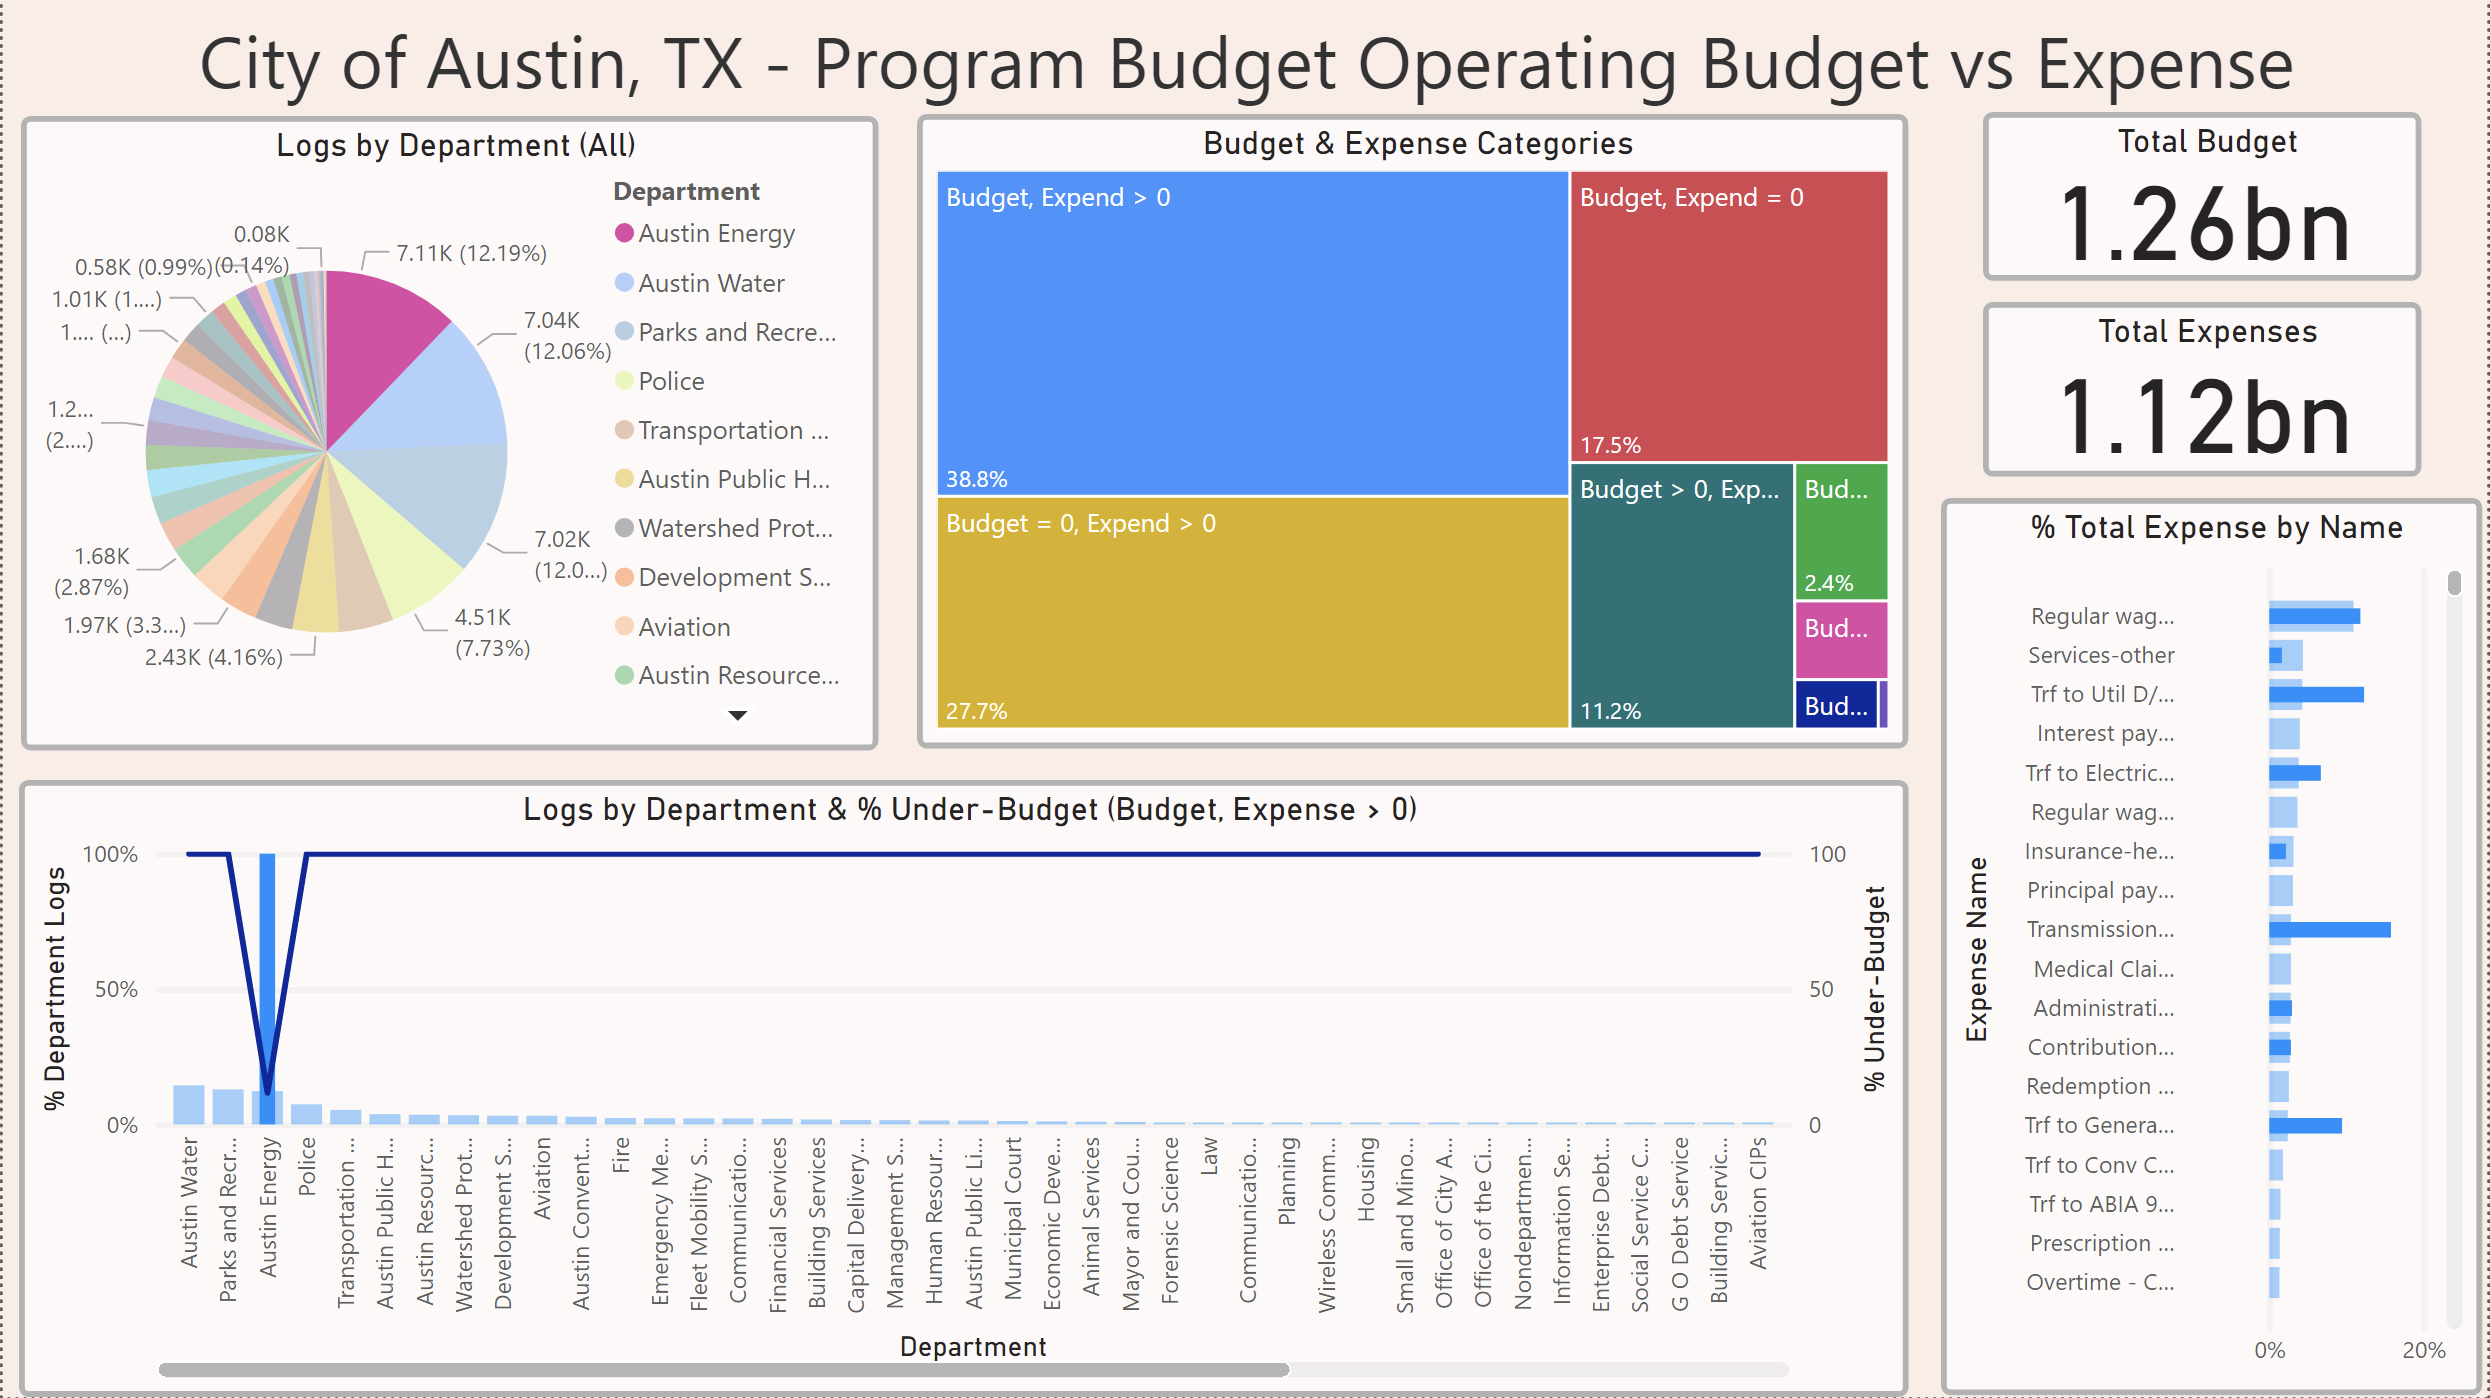 City of Austin, TX - Program Budget Operating Budget vs Expense
Logs by Department (All)
Department
Austin Energy
Austin Water
Parks and Recre...
Police
Transportation ...
Austin Public H...
Watershed Prot...
Development S...
Aviation
Austin Resource...
0.08K
(0.14%)
7.11K (12.19%)
7.04K
(12.06%)
7.02K
(12.0...)
4.51K
(7.73%)
2.43K (4.16%)
1.97K (3.3...)
1.68K
(2.87%)
1.2...
(2....)
1.... (...)
1.01K (1....)
0.58K (0.99%)
Budget & Expense Categories
Budget, Expend > 0
38.8%
Budget = 0, Expend > 0
27.7%
Budget, Expend = 0
17.5%
Budget > 0, Exp...
11.2%
Bud...
2.4%
Bud...
Bud...
Total Budget
1.26bn
Total Expenses
1.12bn
% Total Expense by Name
Expense Name
Regular wag...
Services-other
Trf to Util D/...
Interest pay...
Trf to Electric...
Regular wag...
Insurance-he...
Principal pay...
Transmission...
Medical Clai...
Administrati...
Contribution...
Redemption ...
Trf to Genera...
Trf to Conv C...
Trf to ABIA 9...
Prescription ...
Overtime - C...
0%
20%
Logs by Department & % Under-Budget (Budget, Expense > 0)
% Department Logs
100%
50%
0%
100
50
0
% Under-Budget
Austin Water
Parks and Recr...
Austin Energy
Police
Transportation ...
Austin Public H...
Austin Resourc...
Watershed Prot...
Development S...
Aviation
Austin Convent...
Fire
Emergency Me...
Fleet Mobility S...
Communicatio...
Financial Services
Building Services
Capital Delivery...
Management S...
Human Resour...
Austin Public Li...
Municipal Court
Economic Deve...
Animal Services
Mayor and Cou...
Forensic Science
Law
Communicatio...
Planning
Wireless Comm...
Housing
Small and Mino...
Office of City A...
Office of the Ci...
Nondepartmen...
Information Se...
Enterprise Debt...
Social Service C...
G O Debt Service
Building Servic...
Aviation CIPs
Department